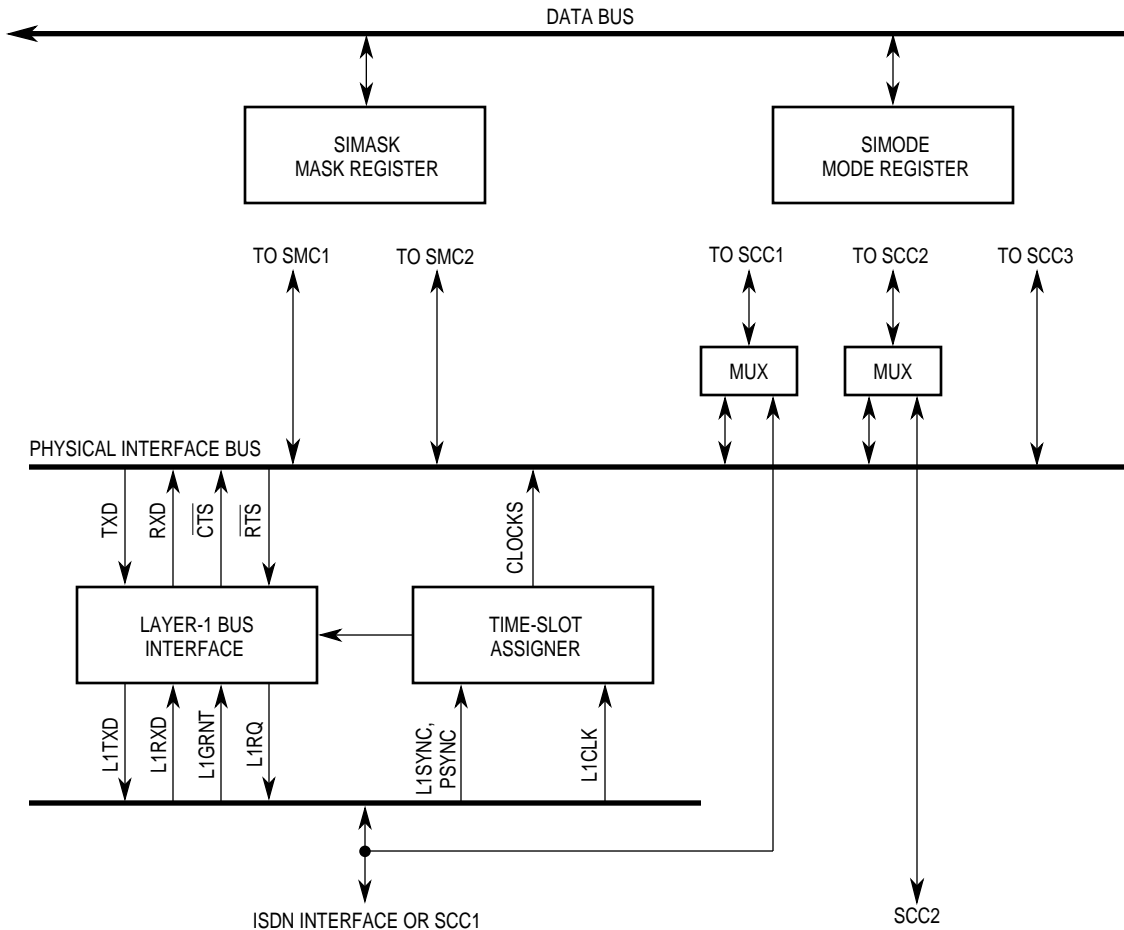 DATA BUS
SIMASK
MASK REGISTER
SIMODE
MODE REGISTER
TO SMC1
TO SMC2
TO SCC1
TO SCC2
TO SCC3
MUX
MUX
PHYSICAL INTERFACE BUS
TXD
RXD
CTS
RTS
CLOCKS
LAYER-1 BUS
INTERFACE
TIME-SLOT
ASSIGNER
L1TXD
L1RXD
L1GRNT
L1RQ
L1SYNC,
PSYNC
L1CLK
ISDN INTERFACE OR SCC1
SCC2